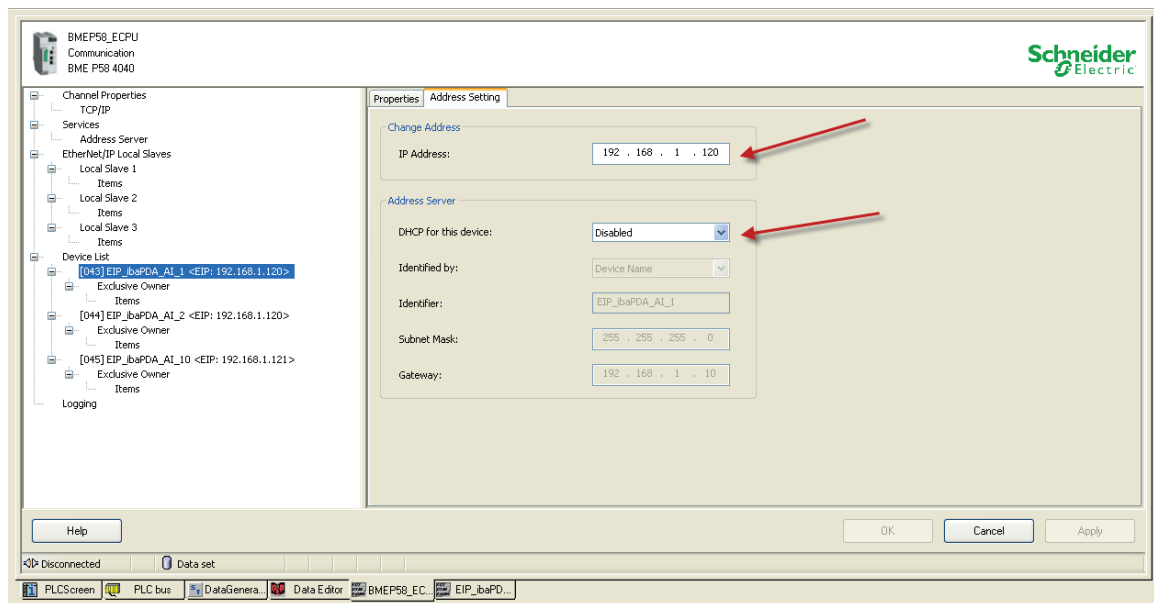 BMEP58_ECPU
Communication
BME P58 4040
Schneider
Electric
Channel Properties
TCP/IP
Services
Address Server
EtherNet/IP Local Slaves
Local Slave 1
Items
Local Slave 2
Items
Local Slave 3
Items
Device List
[043] EIP_ibaPDA_AI_1 <EIP: 192.168.1.120>
Exclusive Owner
Items
[044] EIP_ibaPDA_AI_2 <EIP: 192.168.1.120>
Exclusive Owner
Items
[045] EIP_ibaPDA_AI_10 <EIP: 192.168.1.121>
Exclusive Owner
Items
Logging
Properties Address Setting
Change Address
IP Address: 192 . 168 . 1 . 120
Address Server
DHCP for this device: Disabled
Identified by: Device Name
Identifier: EIP_ibaPDA_AI_1
Subnet Mask: 255 . 255 . 255 . 0
Gateway: 192 . 168 . 1 . 10
Help OK Cancel Apply
Disconnected Data set
PLCScreen PLC bus DataGenera... Data Editor BMEP58_EC... EIP_ibaPD...